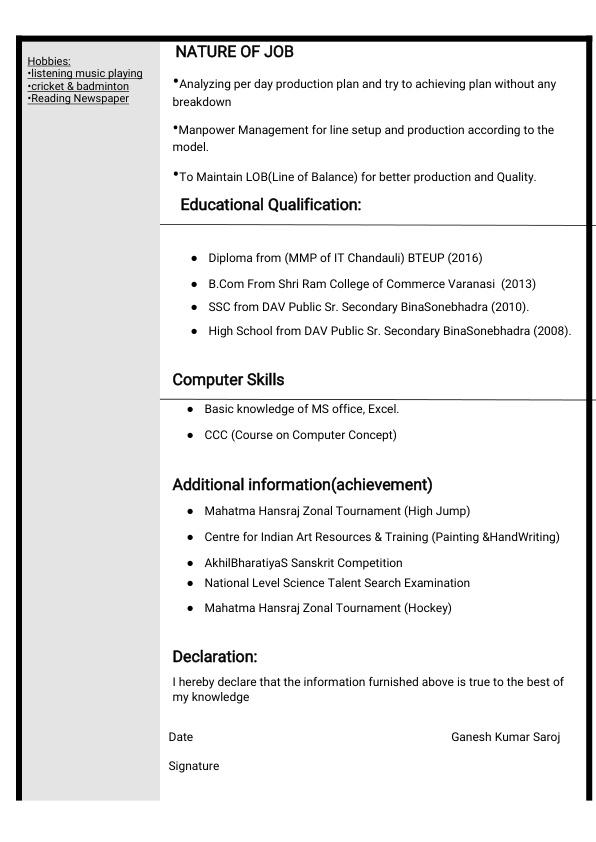 Hobbies:
•listening music playing
•cricket & badminton
•Reading Newspaper
NATURE OF JOB
•Analyzing per day production plan and try to achieving plan without any
breakdown
•Manpower Management for line setup and production according to the
model.
•To Maintain LOB(Line of Balance) for better production and Quality.
Educational Qualification:
● Diploma from (MMP of IT Chandauli) BTEUP (2016)
● B.Com From Shri Ram College of Commerce Varanasi (2013)
● SSC from DAV Public Sr. Secondary BinaSonebhadra (2010).
● High School from DAV Public Sr. Secondary BinaSonebhadra (2008).
Computer Skills
● Basic knowledge of MS office, Excel.
● CCC (Course on Computer Concept)
Additional information(achievement)
● Mahatma Hansraj Zonal Tournament (High Jump)
● Centre for Indian Art Resources & Training (Painting &HandWriting)
● AkhilBharatiyaS Sanskrit Competition
● National Level Science Talent Search Examination
● Mahatma Hansraj Zonal Tournament (Hockey)
Declaration:
I hereby declare that the information furnished above is true to the best of
my knowledge
Date Ganesh Kumar Saroj
Signature